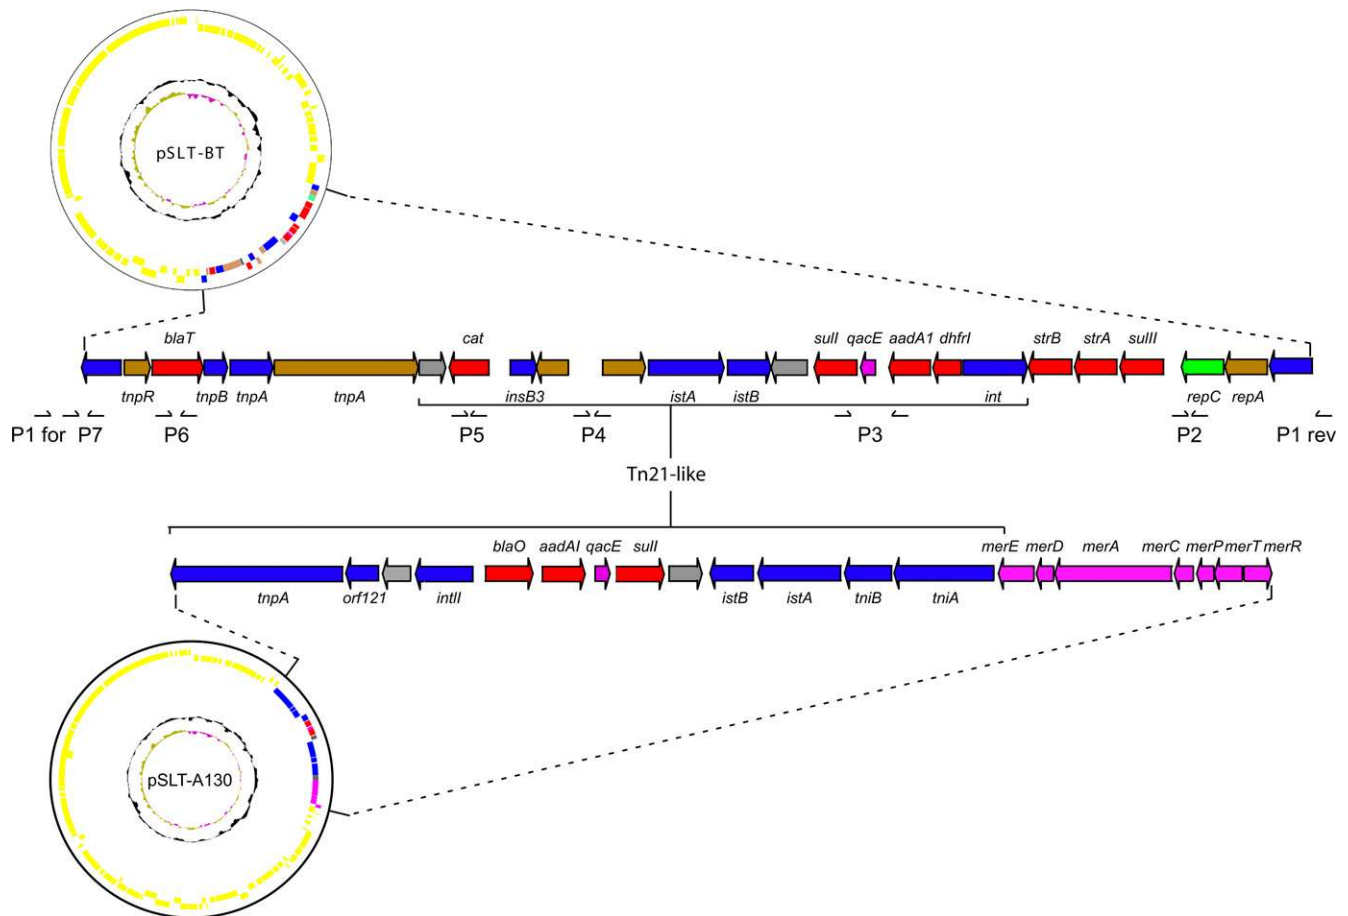 pSLT-BT
blaT cat sulI qacE aadA1 dhfrI strB strA sulII
tnpR tnpB tnpA tnpA insB3 istA istB int repC repA
P1 for P7 P6 P5 P4 P3 P2 P1 rev
Tn21-like
blaO aadAI qacE sulI merE merD merA merC merP merT merR
tnpA orf121 intII istB istA tniB tniA
pSLT-A130